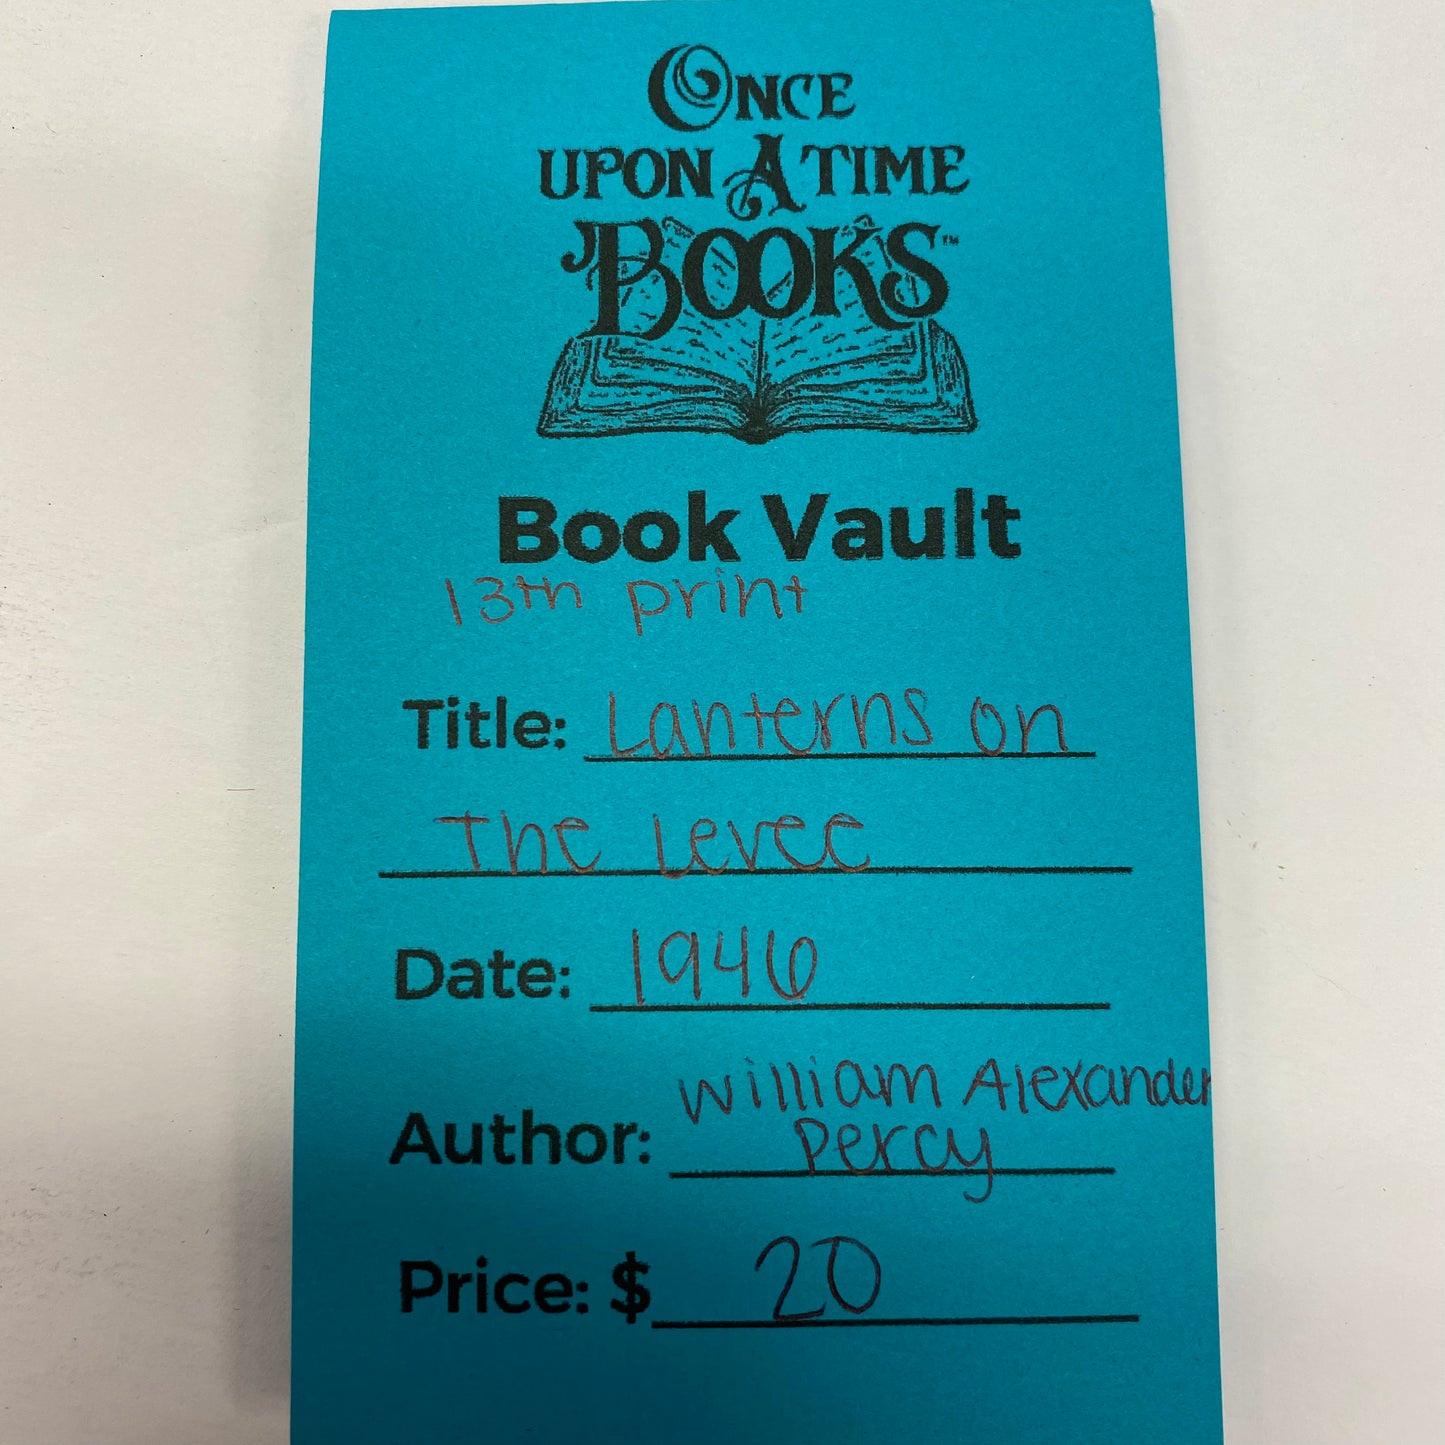 ONCE
UPON A TIME
BOOKS™
Book Vault
13th print
Title: Lanterns on
The Levee
Date: 1946
William Alexander
Author: Percy
Price: $ 20